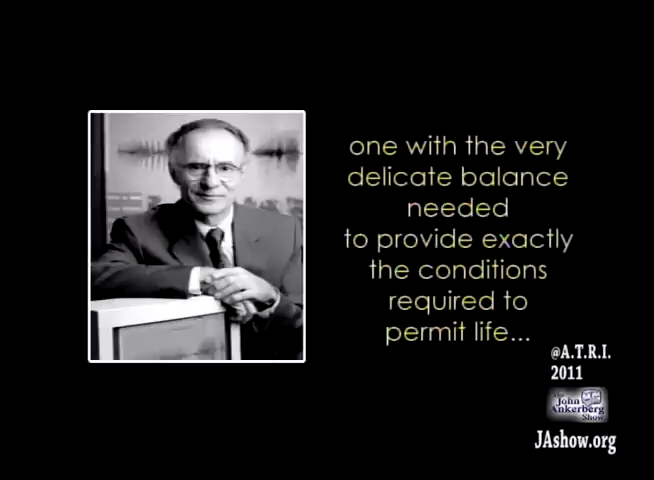 one with the very
delicate balance
needed
to provide exactly
the conditions
required to
permit life...
@A.T.R.I.
2011
The
John
Ankerberg
Show
JAshow.org